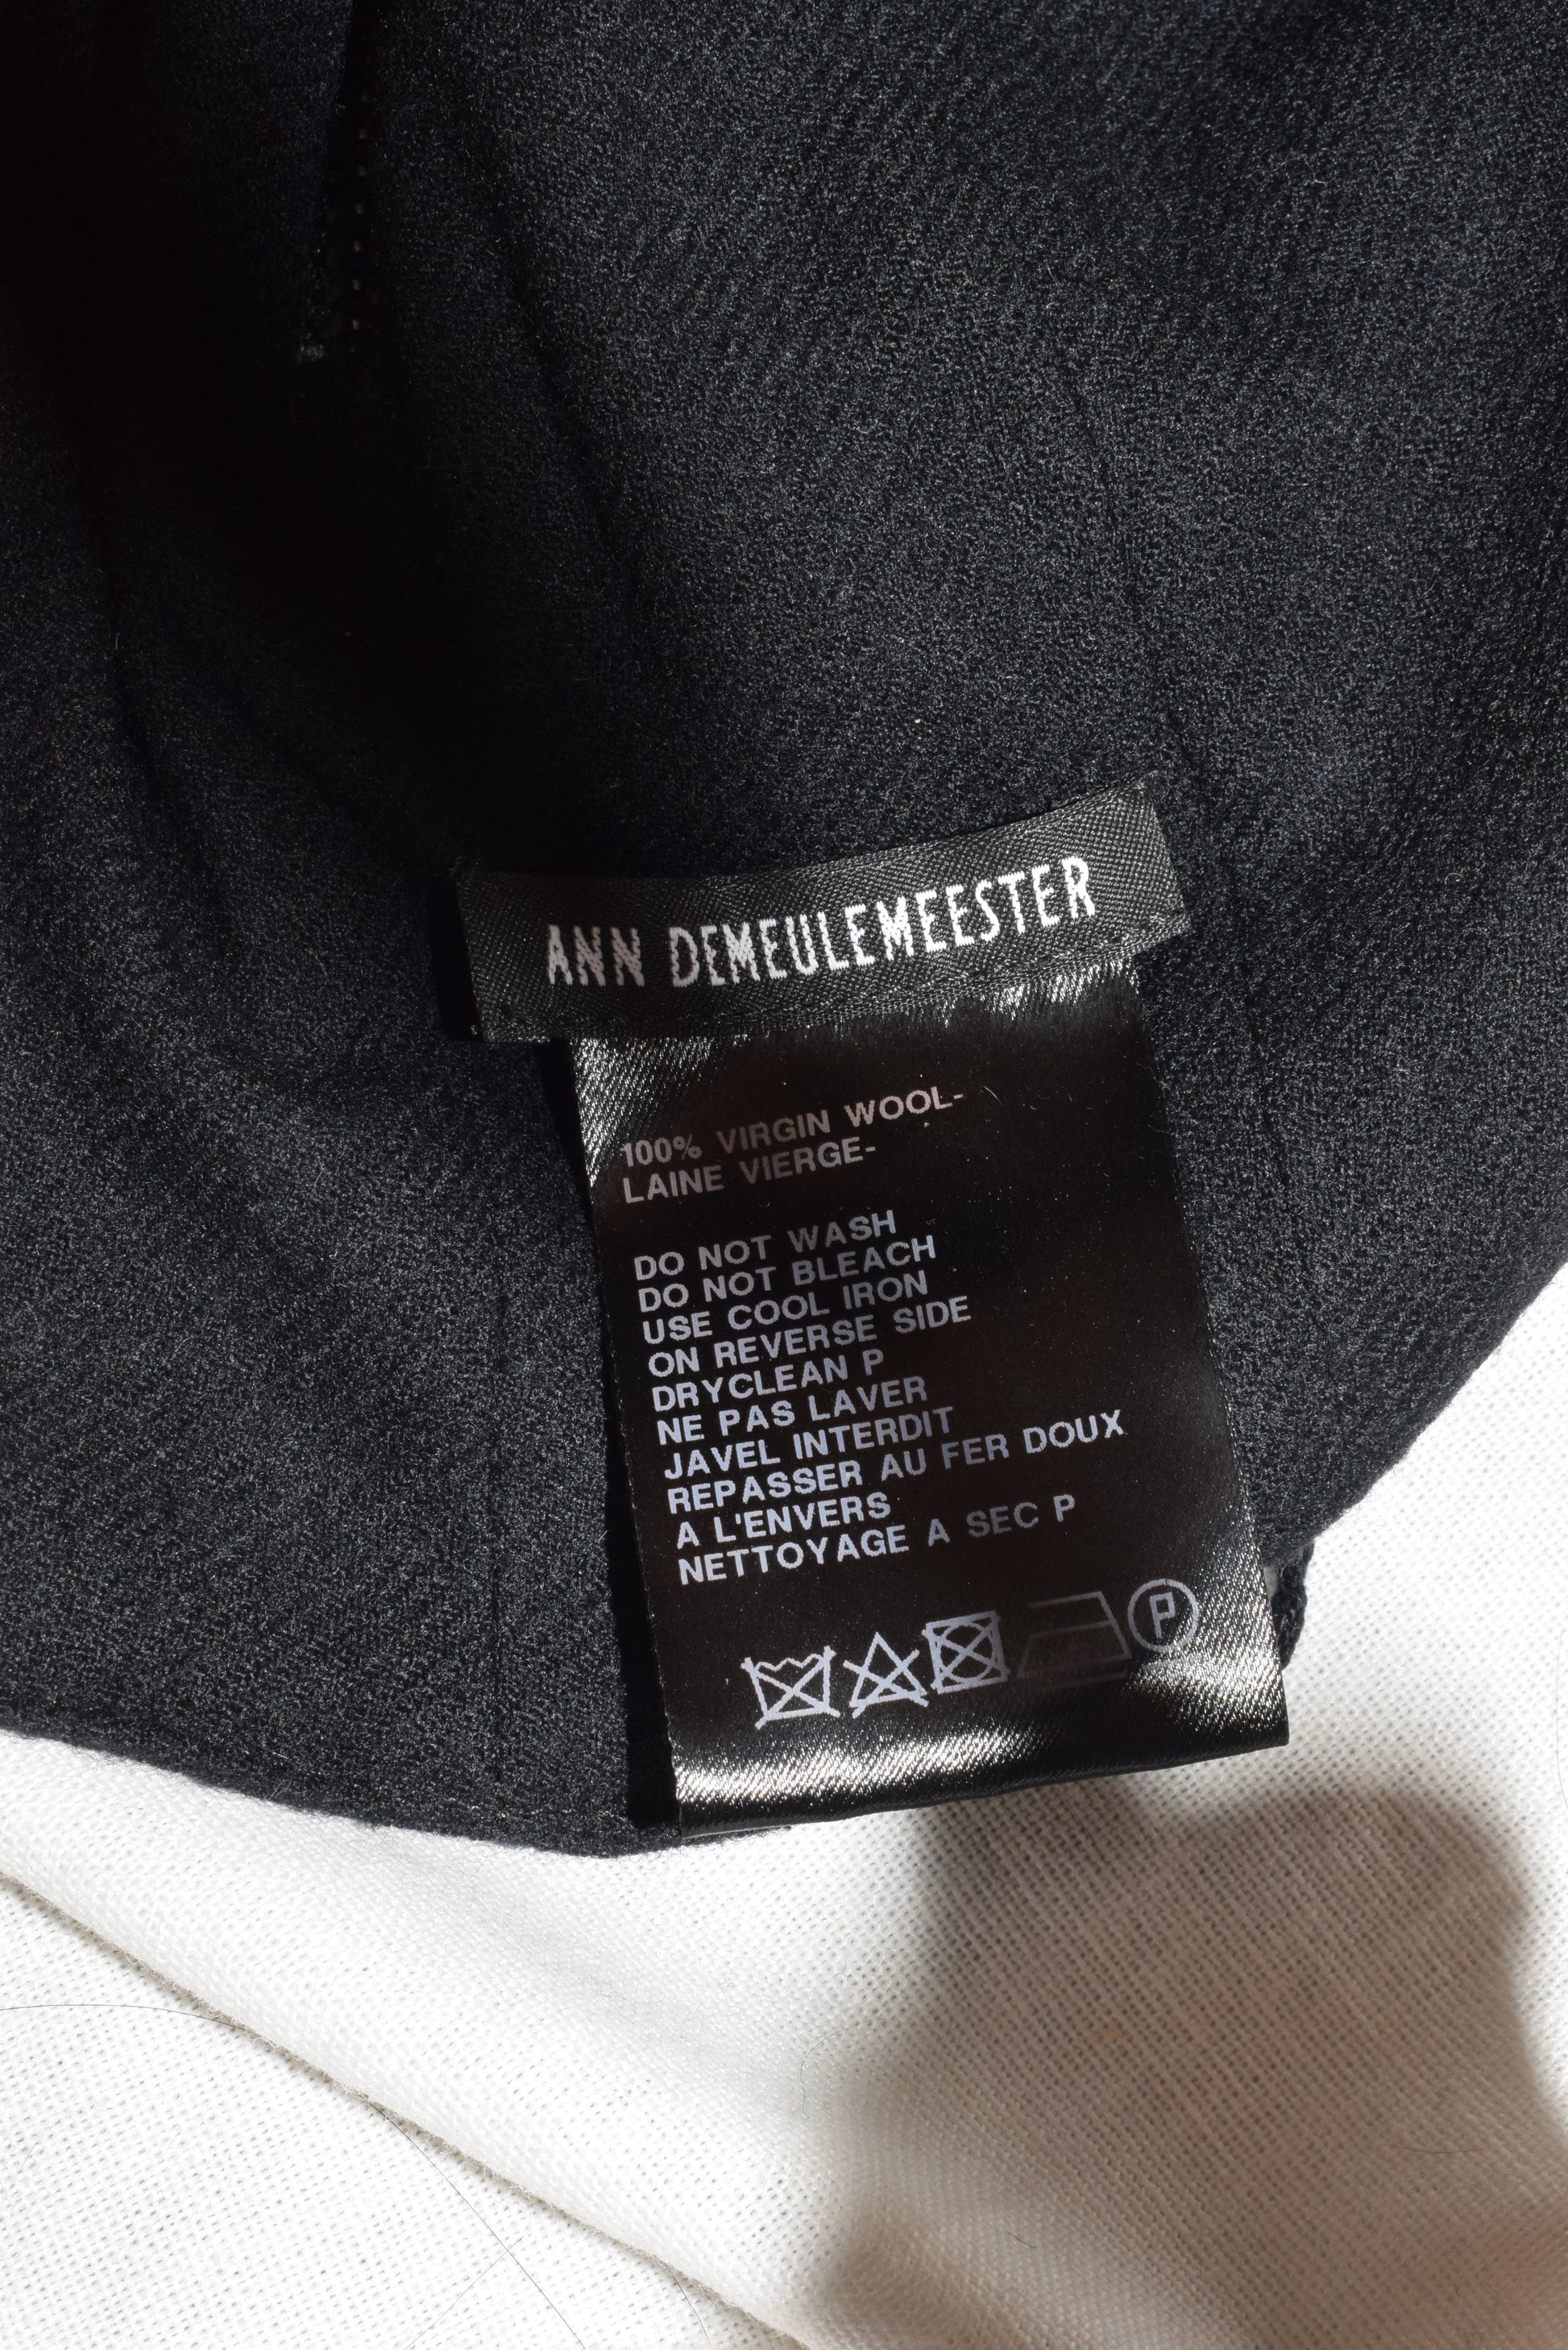 ANN DEMEULEMEESTER
100% VIRGIN WOOL-
LAINE VIERGE-
DO NOT WASH
DO NOT BLEACH
USE COOL IRON
ON REVERSE SIDE
DRYCLEAN P
NE PAS LAVER
JAVEL INTERDIT
REPASSER AU FER DOUX
A L'ENVERS
NETTOYAGE A SEC P
P